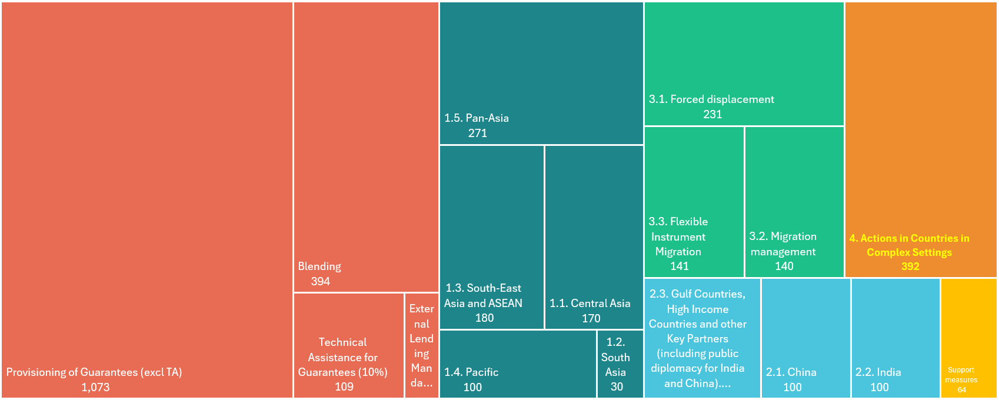 Provisioning of Guarantees (excl TA)
1,073
Blending
394
Technical
Assistance for
Guarantees (10%)
109
Exter
nal
Lend
ing
Man
da...
1.5. Pan-Asia
271
1.3. South-East
Asia and ASEAN
180
1.1. Central Asia
170
1.4. Pacific
100
1.2.
South
Asia
30
3.1. Forced displacement
231
3.3. Flexible
Instrument
Migration
141
3.2. Migration
management
140
4. Actions in Countries in
Complex Settings
392
2.3. Gulf Countries,
High Income
Countries and other
Key Partners
(including public
diplomacy for India
and China)....
2.1. China
100
2.2. India
100
Support
measures
64